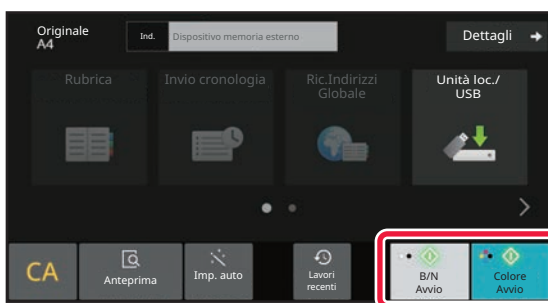 Originale
A4
Ind.
Dispositivo memoria esterno
Dettagli
Rubrica
Invio cronologia
Ric.Indirizzi
Globale
Unità loc./
USB
CA
Anteprima
Imp. auto
Lavori
recenti
B/N
Avvio
Colore
Avvio